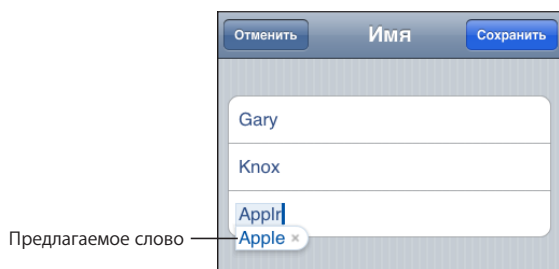 Отменить Имя Сохранить
Gary
Knox
Applr
Предлагаемое слово Apple ×